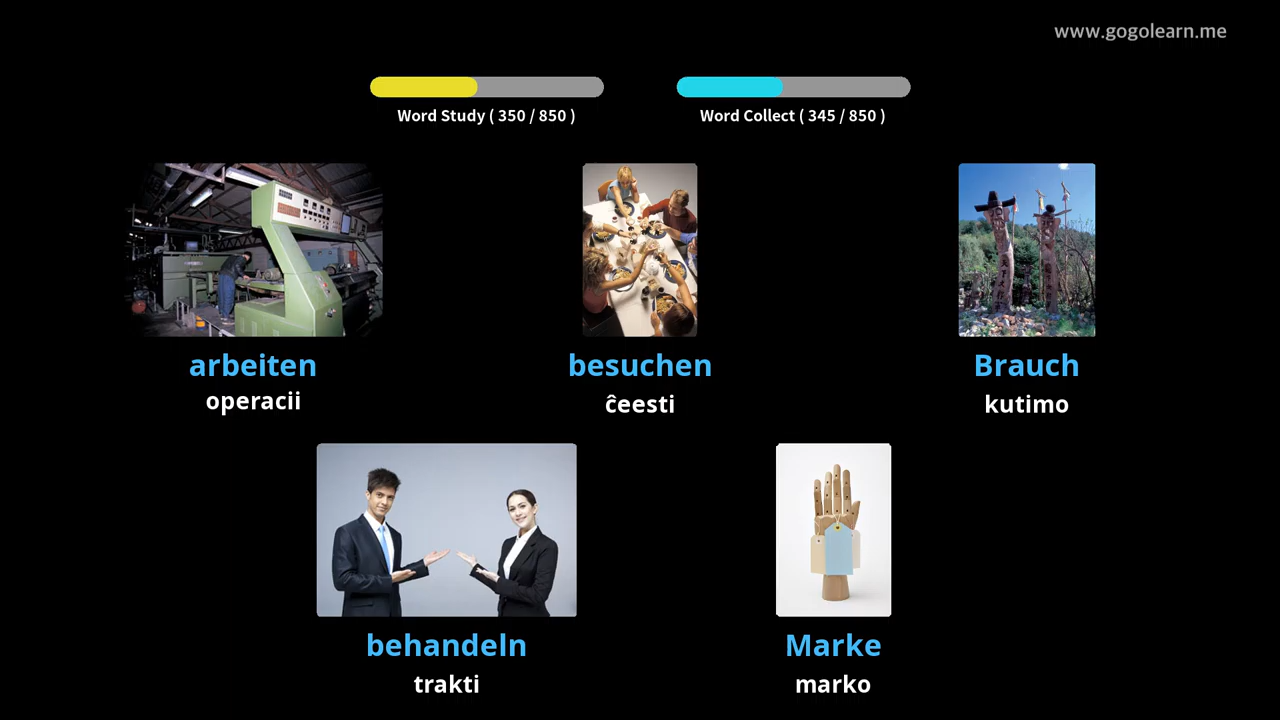 www.gogolearn.me
Word Study ( 350 / 850 )
Word Collect ( 345 / 850 )
arbeiten
operacii
besuchen
ĉeesti
Brauch
kutimo
behandeln
trakti
Marke
marko